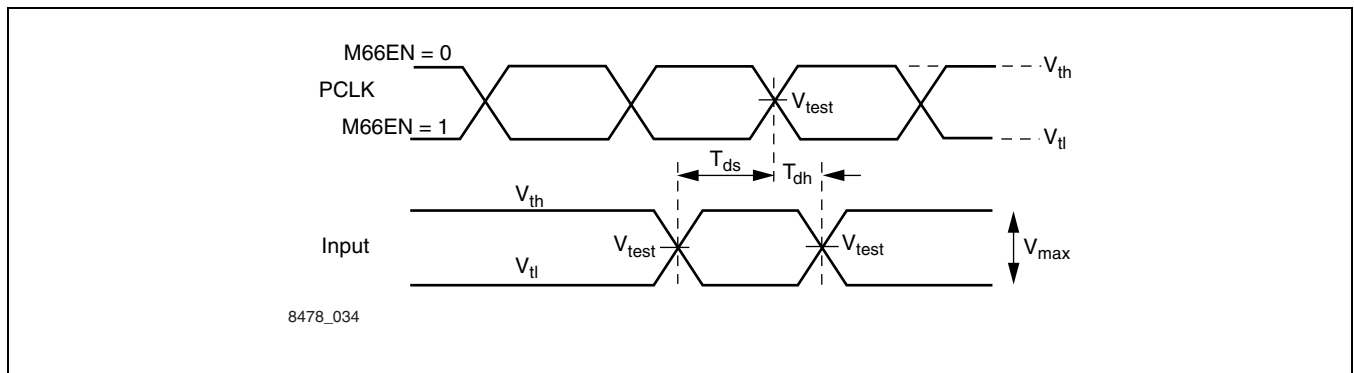 M66EN = 0
Vth
PCLK
Vtest
M66EN = 1
Vtl
Tds
Tdh
Vth
Input
Vtest
Vtest
Vmax
Vtl
8478_034